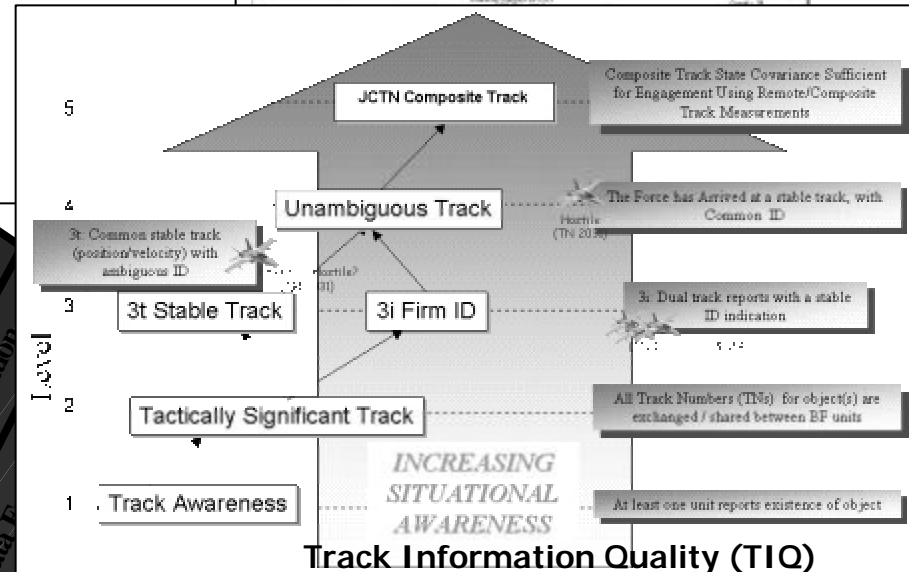 5
JCTN Composite Track
Composite Track State Covariance Sufficient
for Engagement Using Remote/Composite
Track Measurements
4
Unambiguous Track
The Force has Arrived at a stable track, with
Common ID
Hostile
3t: Common stable track
(position/velocity) with
ambiguous ID
Hostile?
3
3t Stable Track
3i Firm ID
3i: Dual track reports with a stable
ID indication
Level
2
Tactically Significant Track
All Track Numbers (TNs) for object(s) are
exchanged / shared between BF units
1
Track Awareness
INCREASING
SITUATIONAL
AWARENESS
At least one unit reports existence of object
Track Information Quality (TIQ)